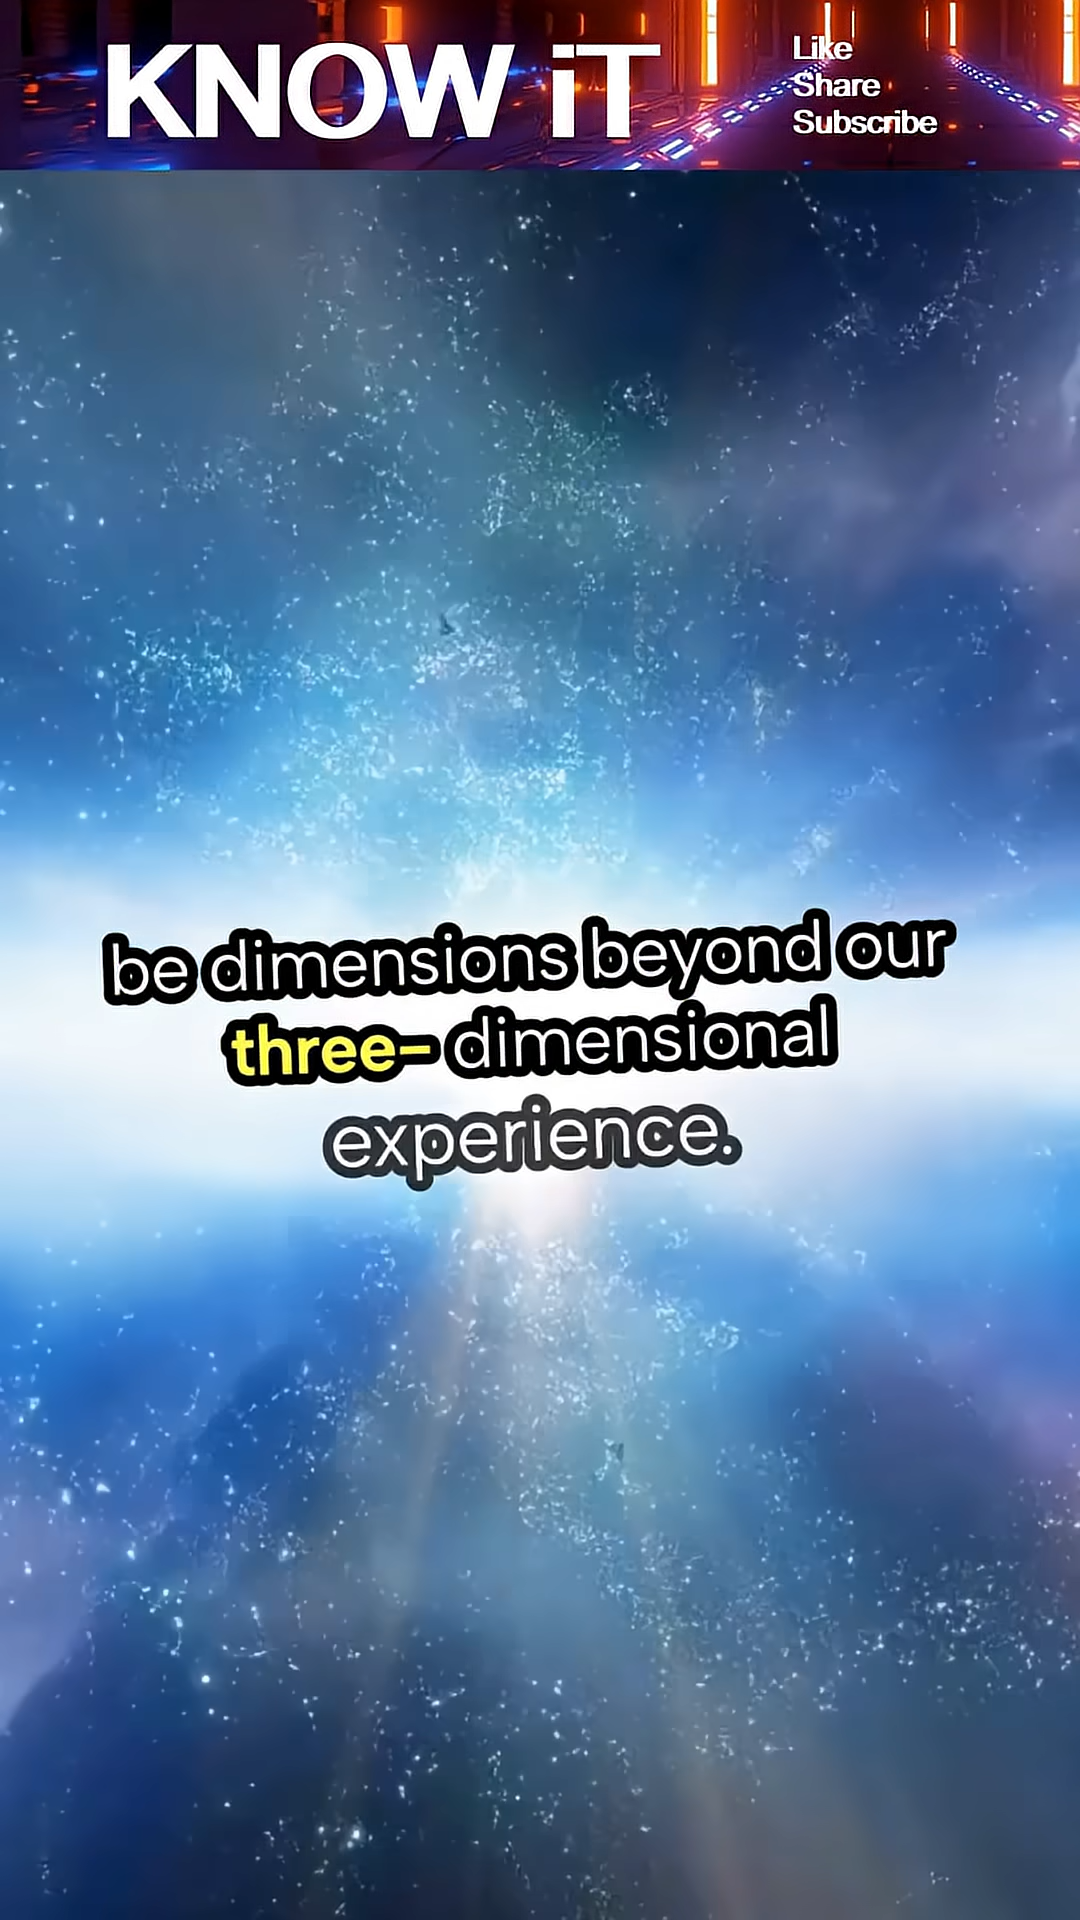 KNOW iT
Like
Share
Subscribe
be dimensions beyond our
three- dimensional
experience.